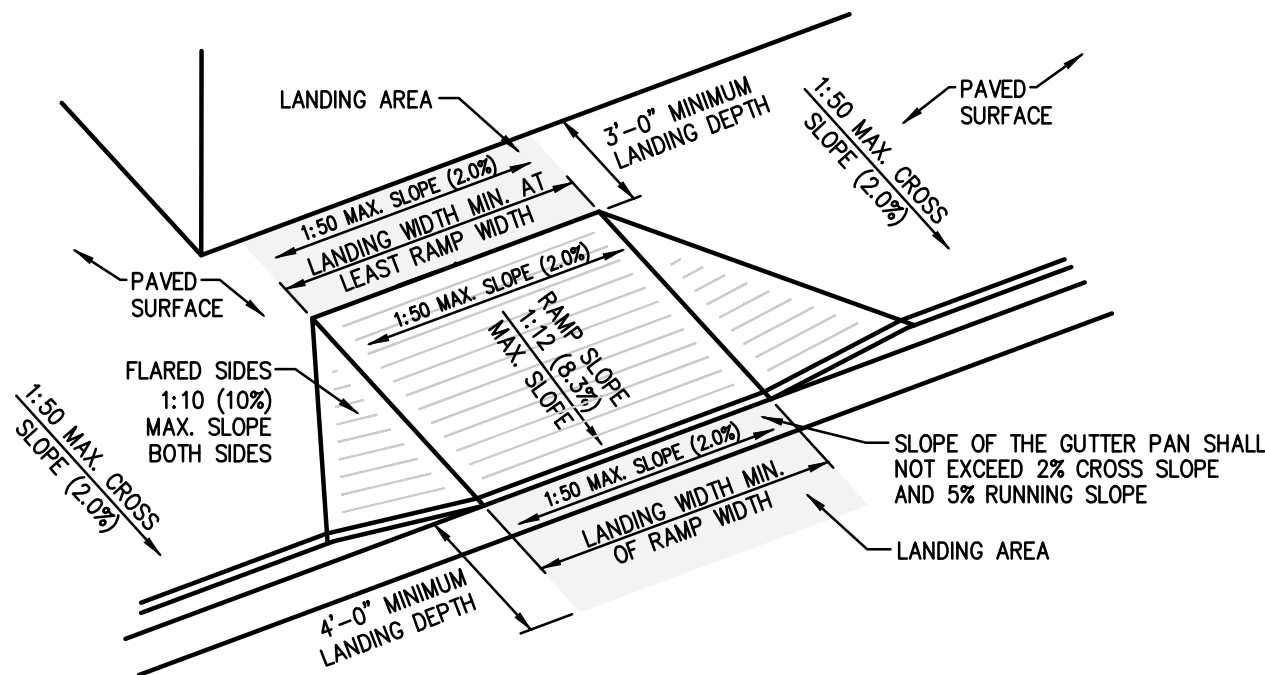 LANDING AREA
3'-0" MINIMUM
LANDING DEPTH
1:50 MAX. CROSS
SLOPE (2.0%)
PAVED
SURFACE
1:50 MAX. SLOPE (2.0%)
LANDING WIDTH MIN. AT
LEAST RAMP WIDTH
PAVED
SURFACE
1:50 MAX. SLOPE (2.0%)
RAMP SLOPE
1:12 (8.3%)
MAX. SLOPE
FLARED SIDES
1:10 (10%)
MAX. SLOPE
BOTH SIDES
1:50 MAX. CROSS
SLOPE (2.0%)
1:50 MAX. SLOPE (2.0%)
SLOPE OF THE GUTTER PAN SHALL
NOT EXCEED 2% CROSS SLOPE
AND 5% RUNNING SLOPE
LANDING WIDTH MIN.
OF RAMP WIDTH
LANDING AREA
4'-0" MINIMUM
LANDING DEPTH